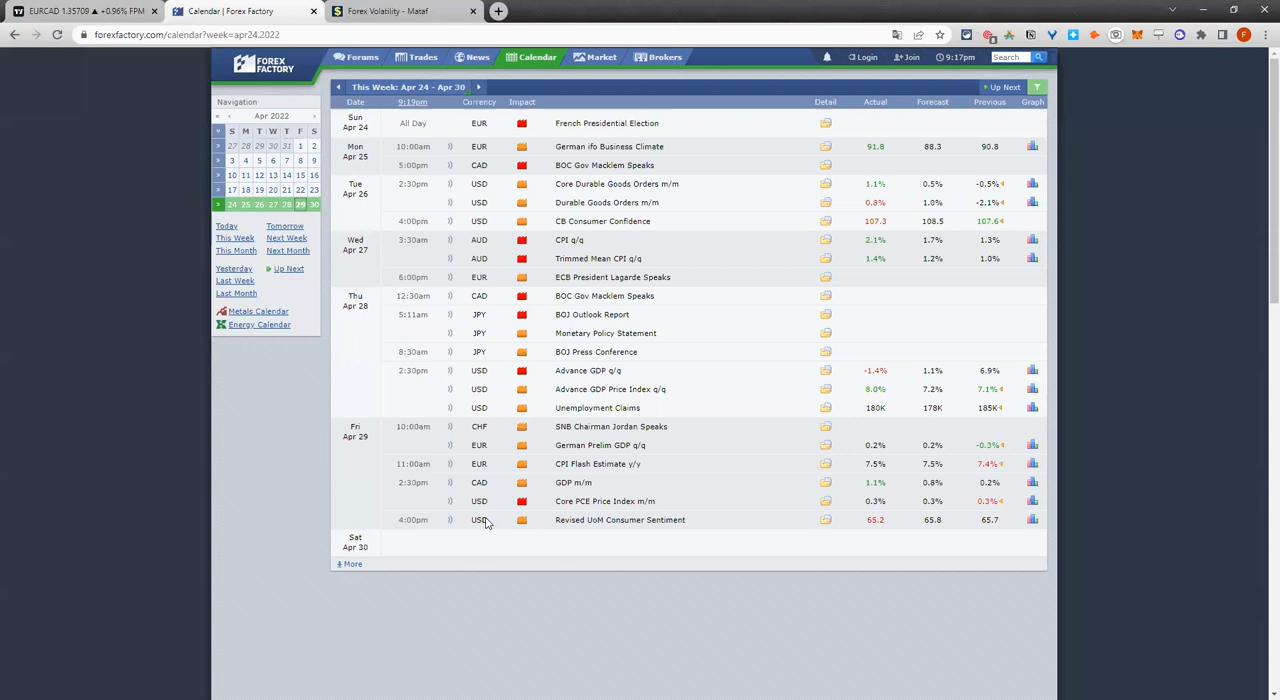 EURCAD 1.35709 ▲ +0.96% FPM
Calendar | Forex Factory
Forex Volatility - Mataf
forexfactory.com/calendar?week=apr24.2022
FOREX FACTORY
Forums Trades News Calendar Market Brokers Login Join 9:17pm Search
Navigation
Apr 2022
S M T W T F S
27 28 29 30 31 1 2
3 4 5 6 7 8 9
10 11 12 13 14 15 16
17 18 19 20 21 22 23
24 25 26 27 28 29 30
Today Tomorrow
This Week Next Week
This Month Next Month
Yesterday Up Next
Last Week
Last Month
Metals Calendar
Energy Calendar
This Week: Apr 24 - Apr 30 Up Next
Date 9:19pm Currency Impact Detail Actual Forecast Previous Graph
Sun Apr 24 All Day EUR French Presidential Election
Mon Apr 25 10:00am EUR German ifo Business Climate 91.8 88.3 90.8
5:00pm CAD BOC Gov Macklem Speaks
Tue Apr 26 2:30pm USD Core Durable Goods Orders m/m 1.1% 0.5% -0.5%
USD Durable Goods Orders m/m 0.8% 1.0% -2.1%
4:00pm USD CB Consumer Confidence 107.3 108.5 107.6
Wed Apr 27 3:30am AUD CPI q/q 2.1% 1.7% 1.3%
AUD Trimmed Mean CPI q/q 1.4% 1.2% 1.0%
6:00pm EUR ECB President Lagarde Speaks
Thu Apr 28 12:30am CAD BOC Gov Macklem Speaks
5:11am JPY BOJ Outlook Report
JPY Monetary Policy Statement
8:30am JPY BOJ Press Conference
2:30pm USD Advance GDP q/q -1.4% 1.1% 6.9%
USD Advance GDP Price Index q/q 8.0% 7.2% 7.1%
USD Unemployment Claims 180K 178K 185K
Fri Apr 29 10:00am CHF SNB Chairman Jordan Speaks
EUR German Prelim GDP q/q 0.2% 0.2% -0.3%
11:00am EUR CPI Flash Estimate y/y 7.5% 7.5% 7.4%
2:30pm CAD GDP m/m 1.1% 0.8% 0.2%
USD Core PCE Price Index m/m 0.3% 0.3% 0.3%
4:00pm USD Revised UoM Consumer Sentiment 65.2 65.8 65.7
Sat Apr 30
More